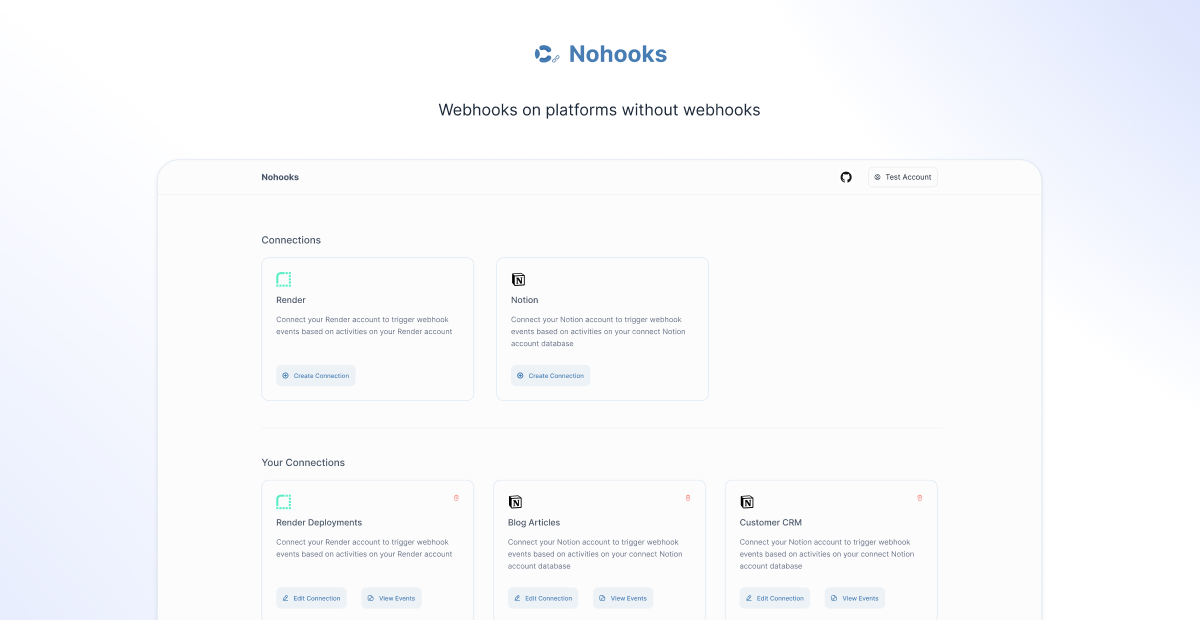 Nohooks
Webhooks on platforms without webhooks
Nohooks
Test Account
Connections
Render
Connect your Render account to trigger webhook
events based on activities on your Render account
Create Connection
Notion
Connect your Notion account to trigger webhook
events based on activities on your connect Notion
account database
Create Connection
Your Connections
Render Deployments
Connect your Render account to trigger webhook
events based on activities on your Render account
Edit Connection
View Events
Blog Articles
Connect your Notion account to trigger webhook
events based on activities on your connect Notion
account database
Edit Connection
View Events
Customer CRM
Connect your Notion account to trigger webhook
events based on activities on your connect Notion
account database
Edit Connection
View Events